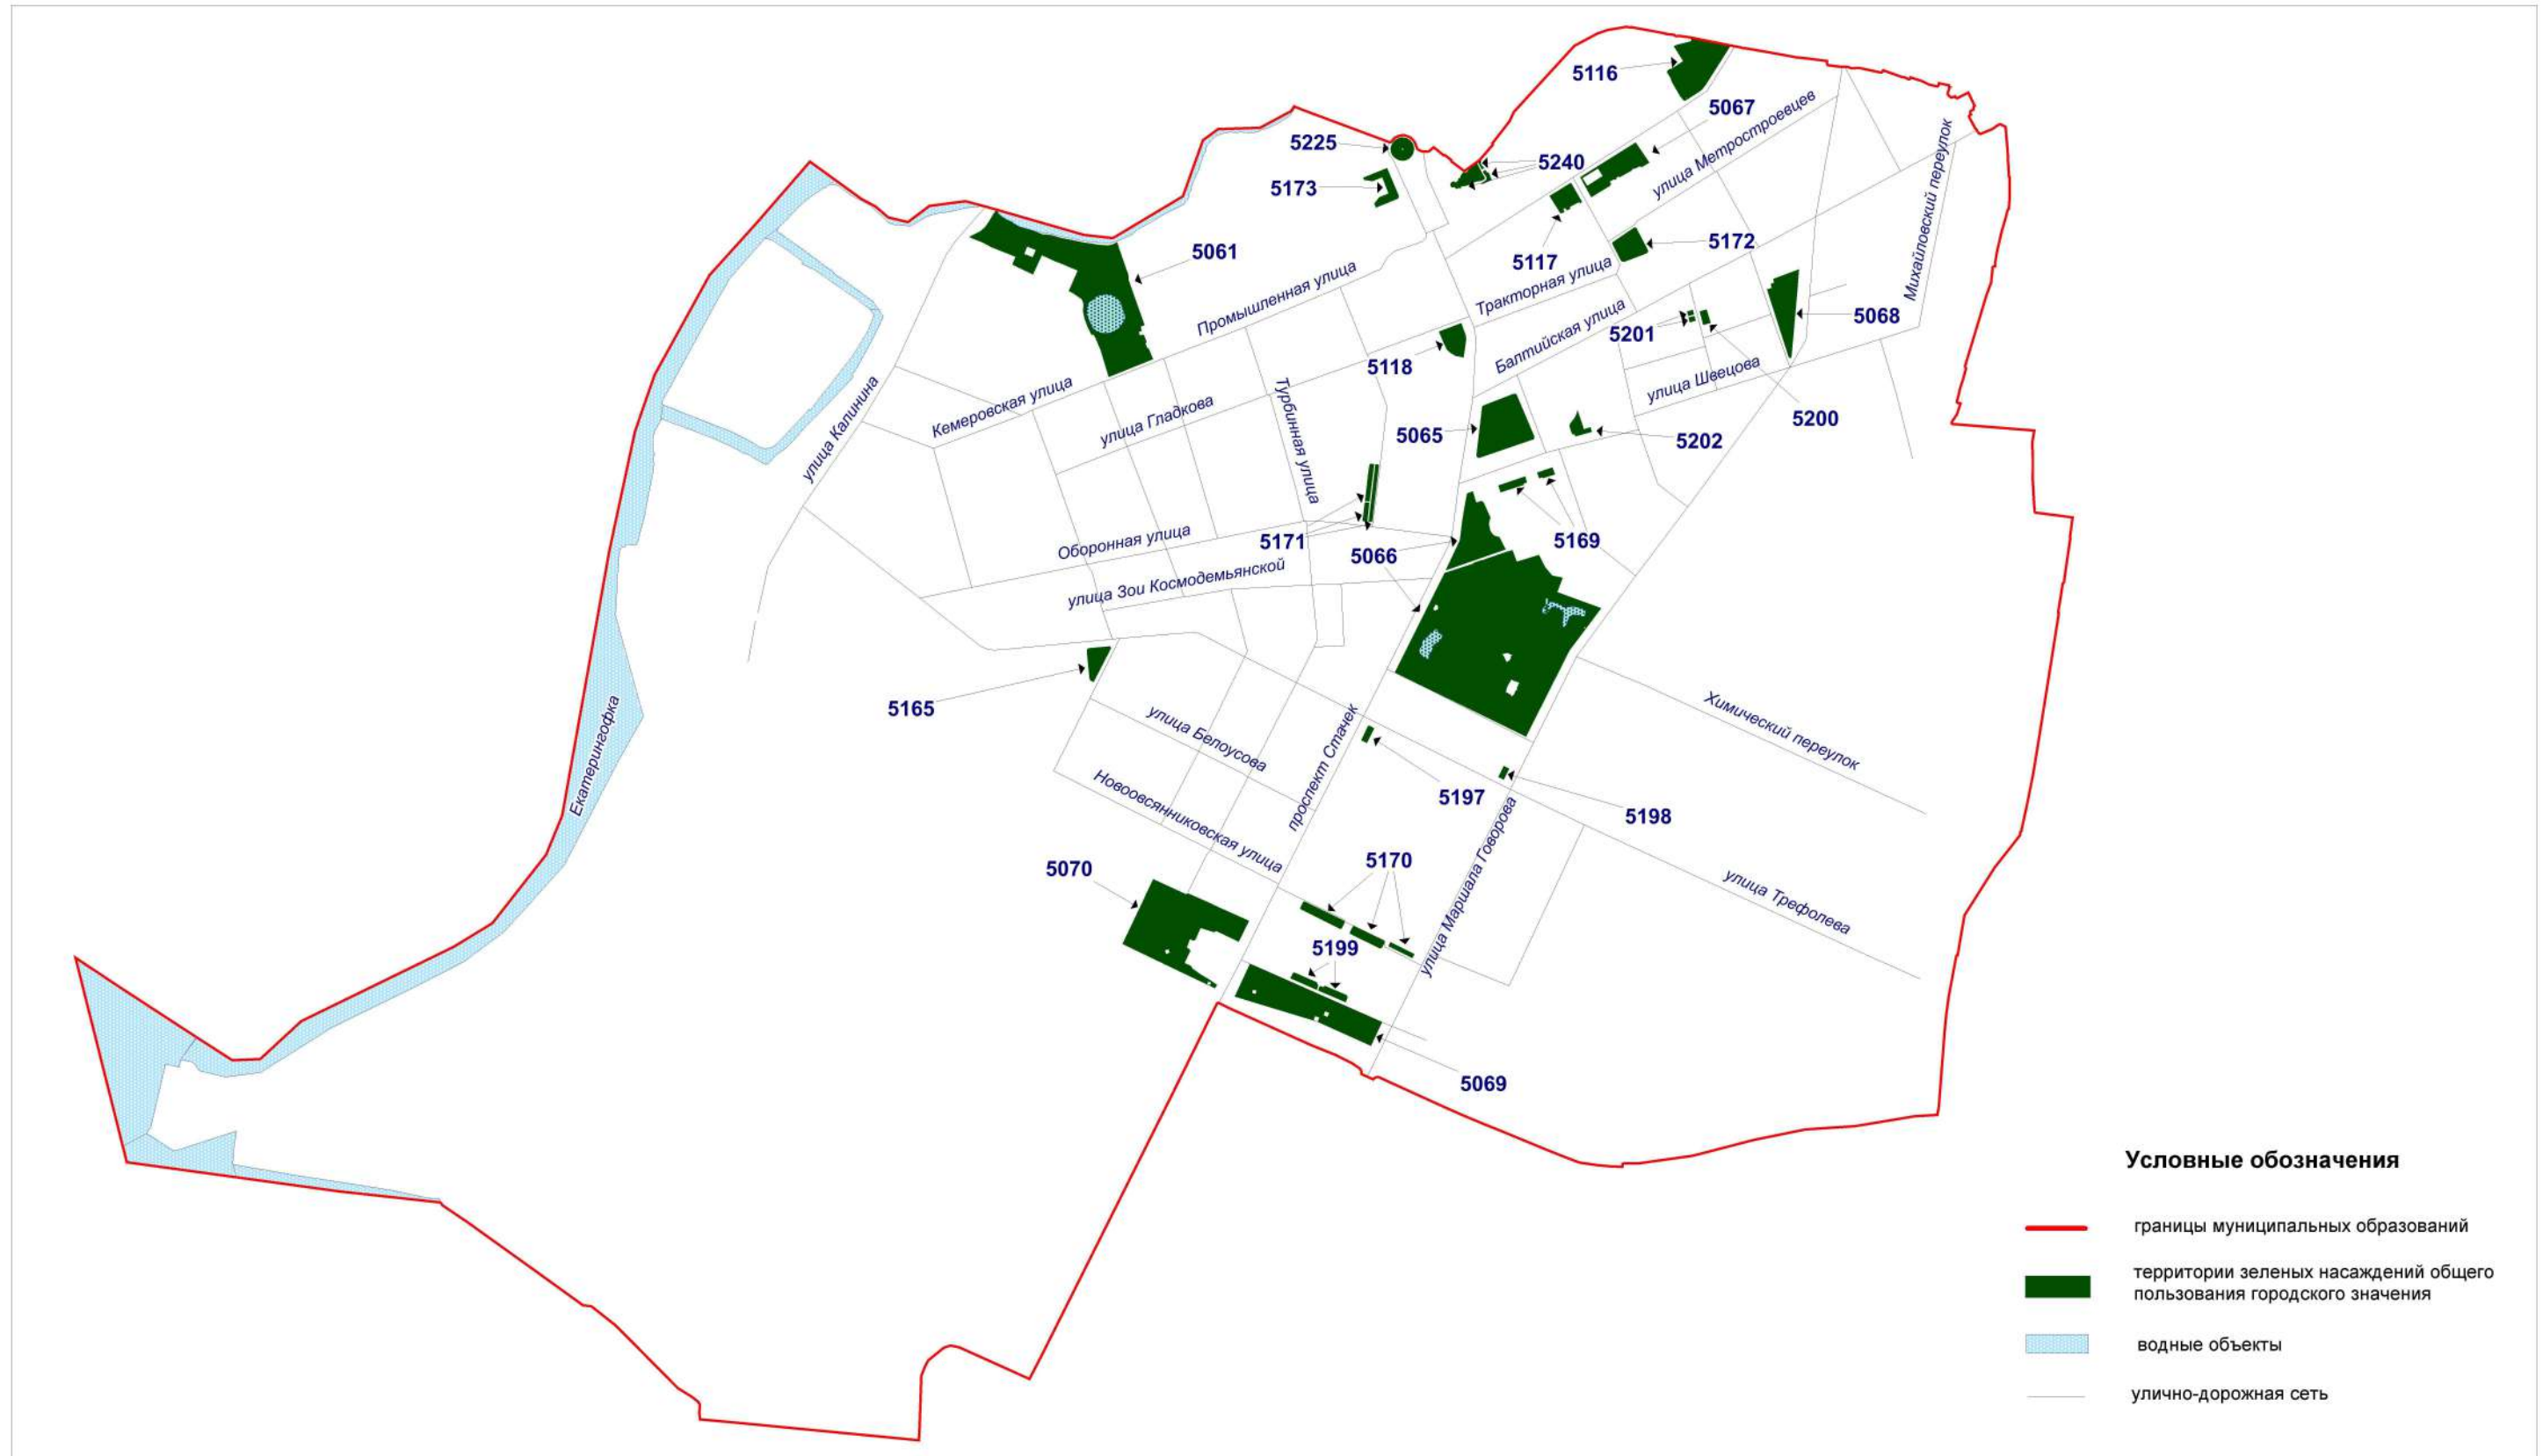 5116
5067
улица Метростроевцев
5225
5240
Михайловский переулок
5173
5061
5117
5172
Промышленная улица
Тракторная улица
Балтийская улица
5201
5068
5118
улица Швецова
Кемеровская улица
улица Гладкова
Турбинная улица
улица Калинина
5065
5202
5200
Оборонная улица
5171
5066
5169
улица Зои Космодемьянской
5165
улица Белоусова
Химический переулок
Екатерингофка
проспект Стачек
5197
5198
Новоовсянниковская улица
улица Маршала Говорова
5070
5170
улица Трефолева
5199
5069
Условные обозначения
границы муниципальных образований
территории зеленых насаждений общего
пользования городского значения
водные объекты
улично-дорожная сеть